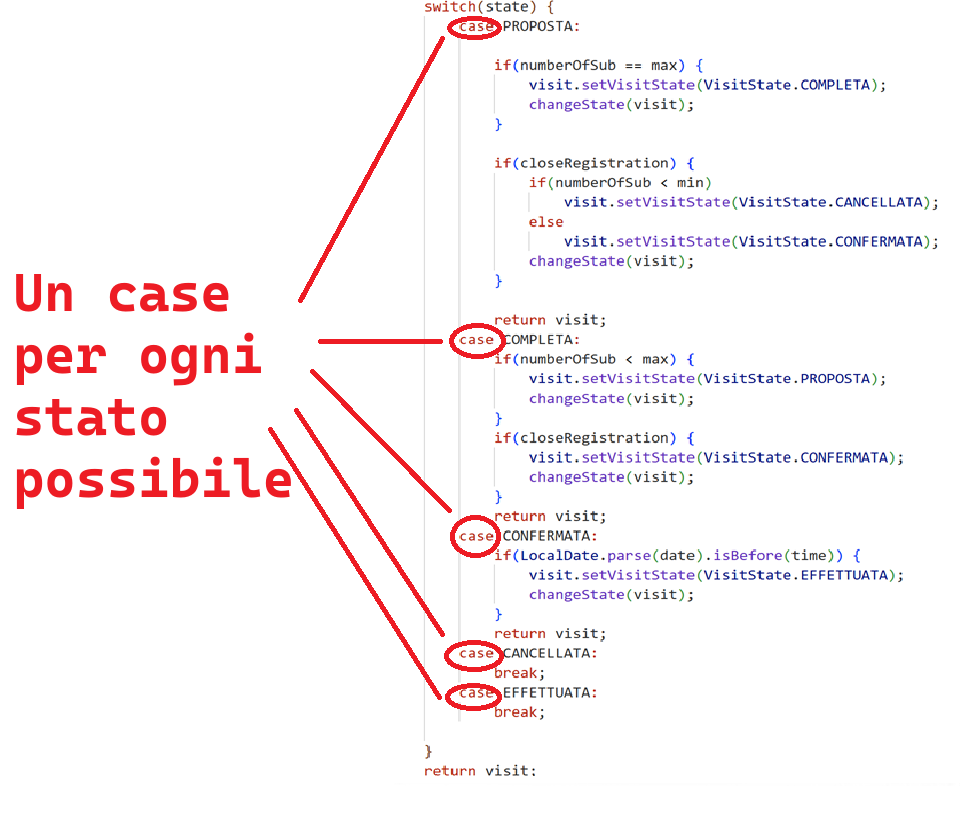 switch(state) {
case PROPOSTA:
if(numberOfSub == max) {
visit.setVisitState(VisitState.COMPLETA);
changeState(visit);
}
if(closeRegistration) {
if(numberOfSub < min)
visit.setVisitState(VisitState.CANCELLATA);
else
visit.setVisitState(VisitState.CONFERMATA);
changeState(visit);
}
return visit;
case COMPLETA:
if(numberOfSub < max) {
visit.setVisitState(VisitState.PROPOSTA);
changeState(visit);
}
if(closeRegistration) {
visit.setVisitState(VisitState.CONFERMATA);
changeState(visit);
}
return visit;
case CONFERMATA:
if(LocalDate.parse(date).isBefore(time)) {
visit.setVisitState(VisitState.EFFETTUATA);
changeState(visit);
}
return visit;
case CANCELLATA:
break;
case EFFETTUATA:
break;
}
return visit:
Un case
per ogni
stato
possibile